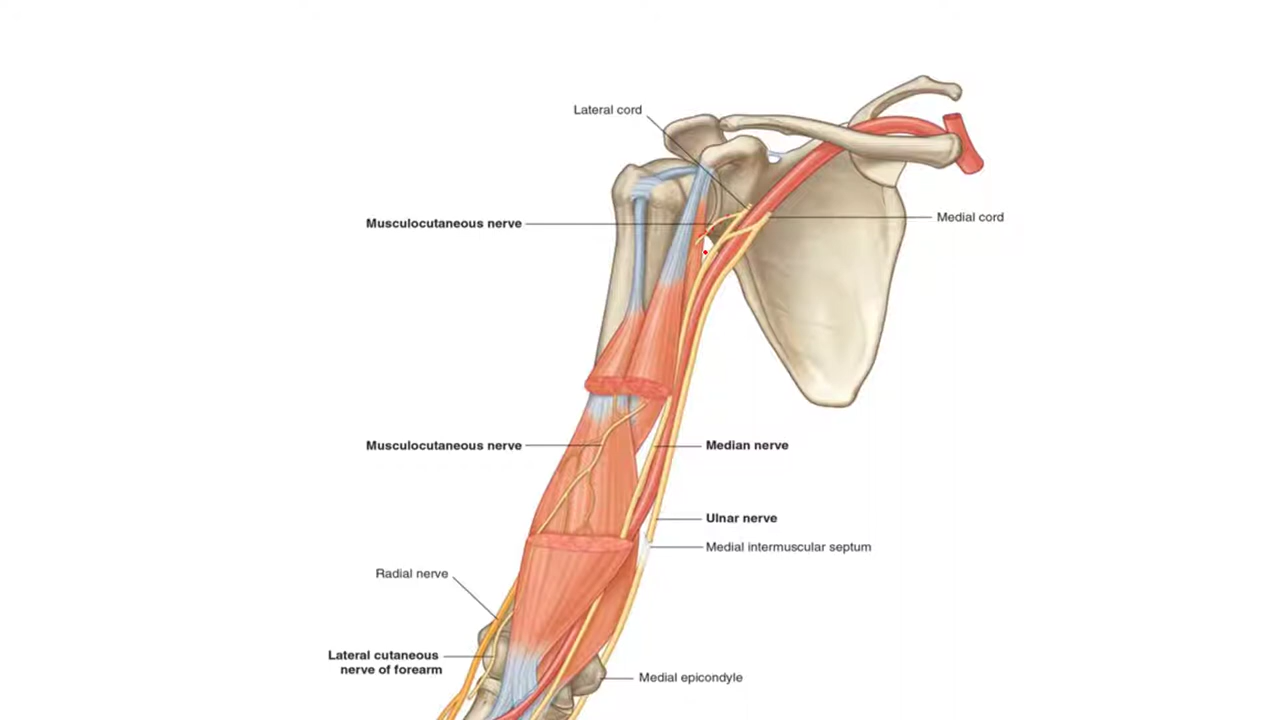 Lateral cord
Musculocutaneous nerve
Medial cord
Musculocutaneous nerve
Median nerve
Ulnar nerve
Medial intermuscular septum
Radial nerve
Lateral cutaneous
nerve of forearm
Medial epicondyle